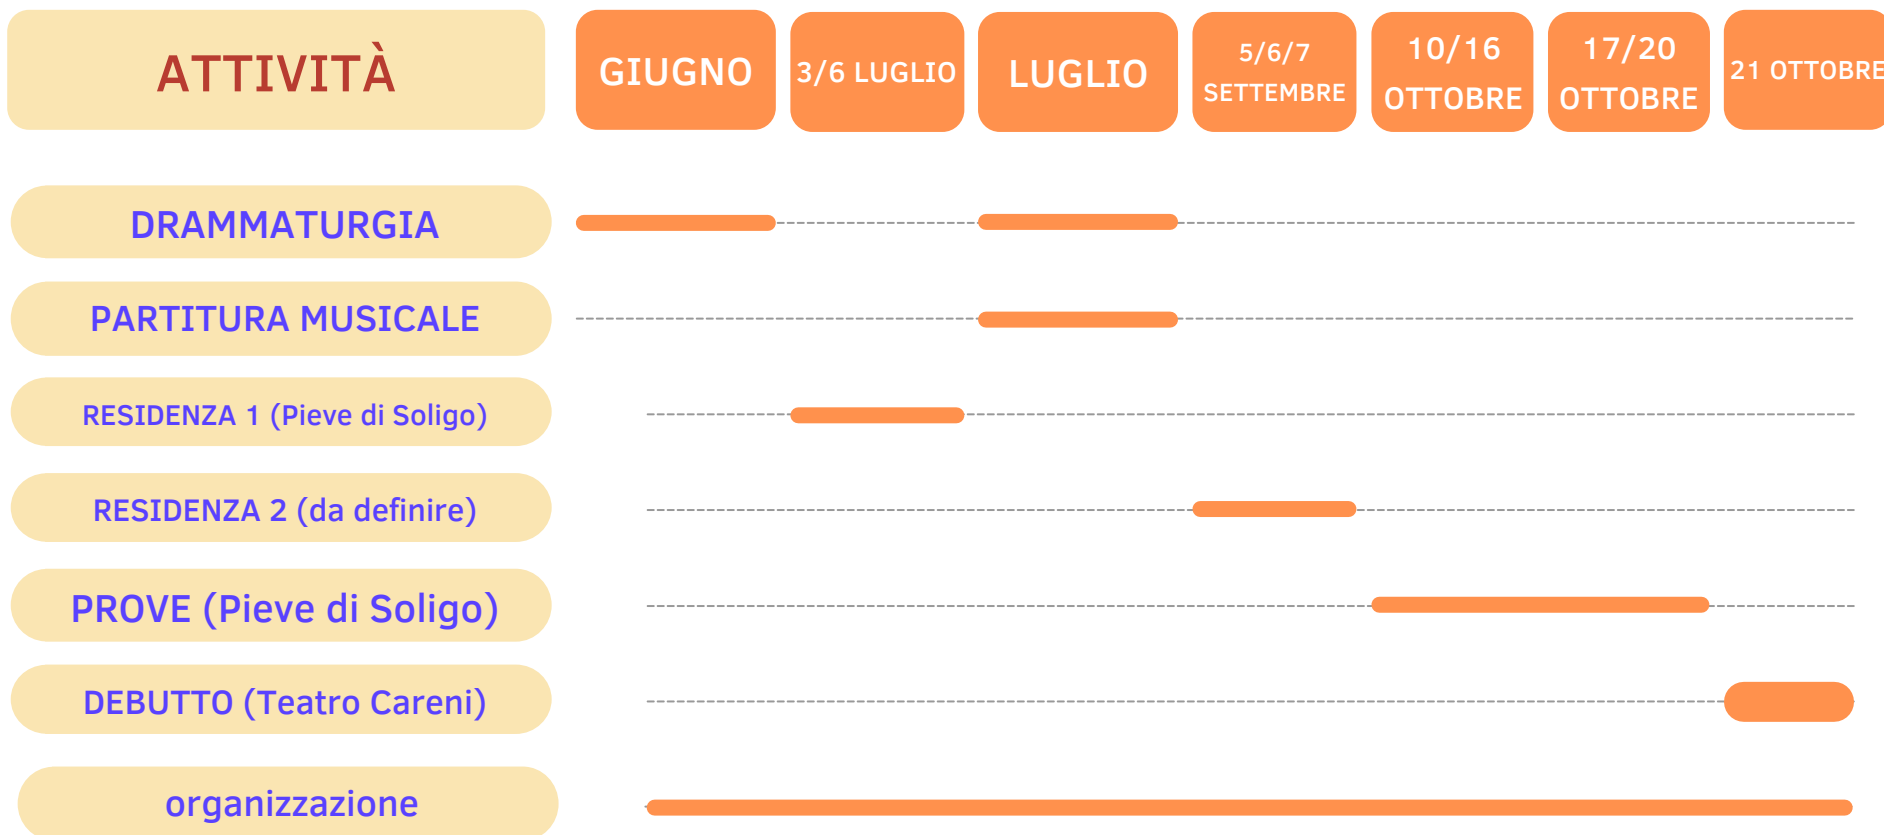 ATTIVITÀ
GIUGNO
3/6 LUGLIO
LUGLIO
5/6/7
SETTEMBRE
10/16
OTTOBRE
17/20
OTTOBRE
21 OTTOBRE
DRAMMATURGIA
PARTITURA MUSICALE
RESIDENZA 1 (Pieve di Soligo)
RESIDENZA 2 (da definire)
PROVE (Pieve di Soligo)
DEBUTTO (Teatro Careni)
organizzazione